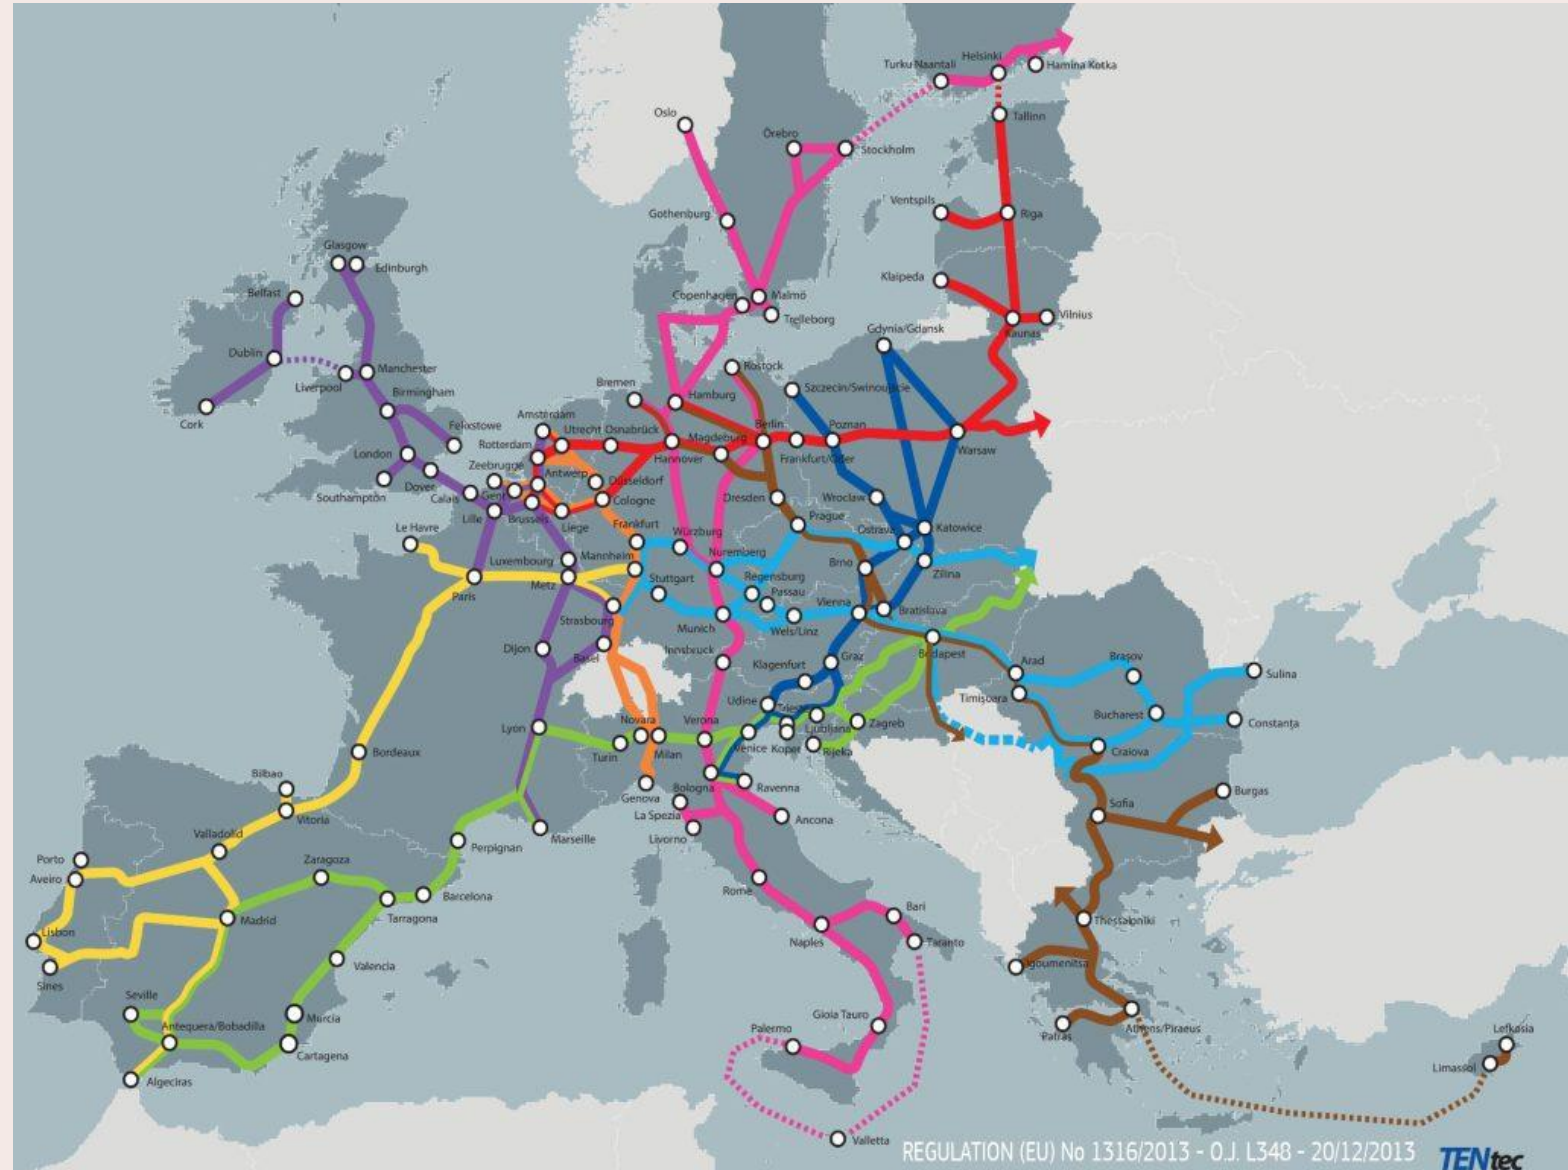 Helsinki
Turku Naantali
Hamina Kotka
Oslo
Tallinn
Örebro
Stockholm
Ventspils
Riga
Gothenburg
Glasgow
Edinburgh
Klaipeda
Belfast
Copenhagen
Malmö
Trelleborg
Kaunas
Vilnius
Gdynia/Gdansk
Dublin
Liverpool
Manchester
Rostock
Birmingham
Bremen
Hamburg
Szczecin/Swinoujscie
Cork
Felixstowe
Amsterdam
Utrecht
Osnabrück
Magdeburg
Berlin
Poznan
London
Rotterdam
Hannover
Frankfurt/Oder
Warsaw
Zeebrugge
Antwerp
Düsseldorf
Southampton
Dover
Calais
Gent
Cologne
Dresden
Wroclaw
Lille
Brussels
Liege
Le Havre
Frankfurt
Würzburg
Prague
Ostrava
Katowice
Luxembourg
Mannheim
Nuremberg
Brno
Zilina
Paris
Metz
Stuttgart
Regensburg
Passau
Vienna
Bratislava
Strasbourg
Munich
Wels/Linz
Dijon
Basel
Innsbruck
Klagenfurt
Graz
Budapest
Arad
Braşov
Sulina
Timişoara
Udine
Trieste
Bucharest
Constanţa
Lyon
Novara
Verona
Ljubljana
Zagreb
Turin
Milan
Venice
Koper
Rijeka
Craiova
Bordeaux
Bilbao
Genova
Bologna
Ravenna
Burgas
Vitoria
La Spezia
Ancona
Sofia
Valladolid
Marseille
Livorno
Perpignan
Porto
Aveiro
Zaragoza
Rome
Barcelona
Madrid
Tarragona
Bari
Thessaloniki
Lisbon
Naples
Taranto
Sines
Valencia
Igoumenitsa
Seville
Murcia
Gioia Tauro
Antequera/Bobadilla
Palermo
Patras
Athens/Piraeus
Lefkosia
Cartagena
Limassol
Algeciras
Valletta
REGULATION (EU) No 1316/2013 - O.J. L348 - 20/12/2013
TENtec